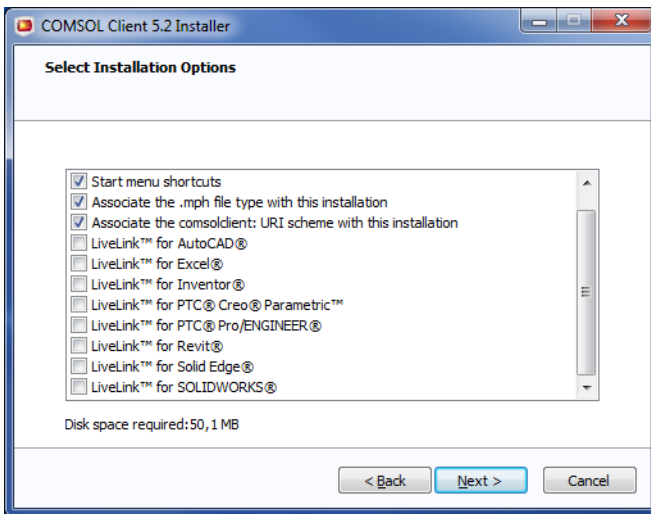 COMSOL Client 5.2 Installer
Select Installation Options
Start menu shortcuts
Associate the .mph file type with this installation
Associate the comsolclient: URI scheme with this installation
LiveLink™ for AutoCAD®
LiveLink™ for Excel®
LiveLink™ for Inventor®
LiveLink™ for PTC® Creo® Parametric™
LiveLink™ for PTC® Pro/ENGINEER®
LiveLink™ for Revit®
LiveLink™ for Solid Edge®
LiveLink™ for SOLIDWORKS®
Disk space required:50,1 MB
< Back Next > Cancel